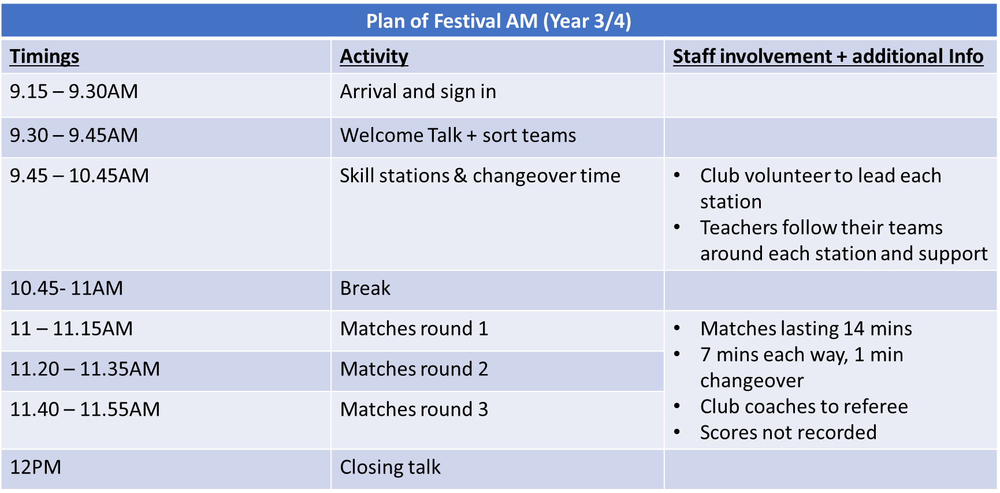 Plan of Festival AM (Year 3/4)
Timings
Activity
Staff involvement + additional Info
9.15 – 9.30AM
Arrival and sign in
9.30 – 9.45AM
Welcome Talk + sort teams
9.45 – 10.45AM
Skill stations & changeover time
• Club volunteer to lead each
station
• Teachers follow their teams
around each station and support
10.45- 11AM
Break
11 – 11.15AM
Matches round 1
11.20 – 11.35AM
Matches round 2
11.40 – 11.55AM
Matches round 3
• Matches lasting 14 mins
• 7 mins each way, 1 min
changeover
• Club coaches to referee
• Scores not recorded
12PM
Closing talk